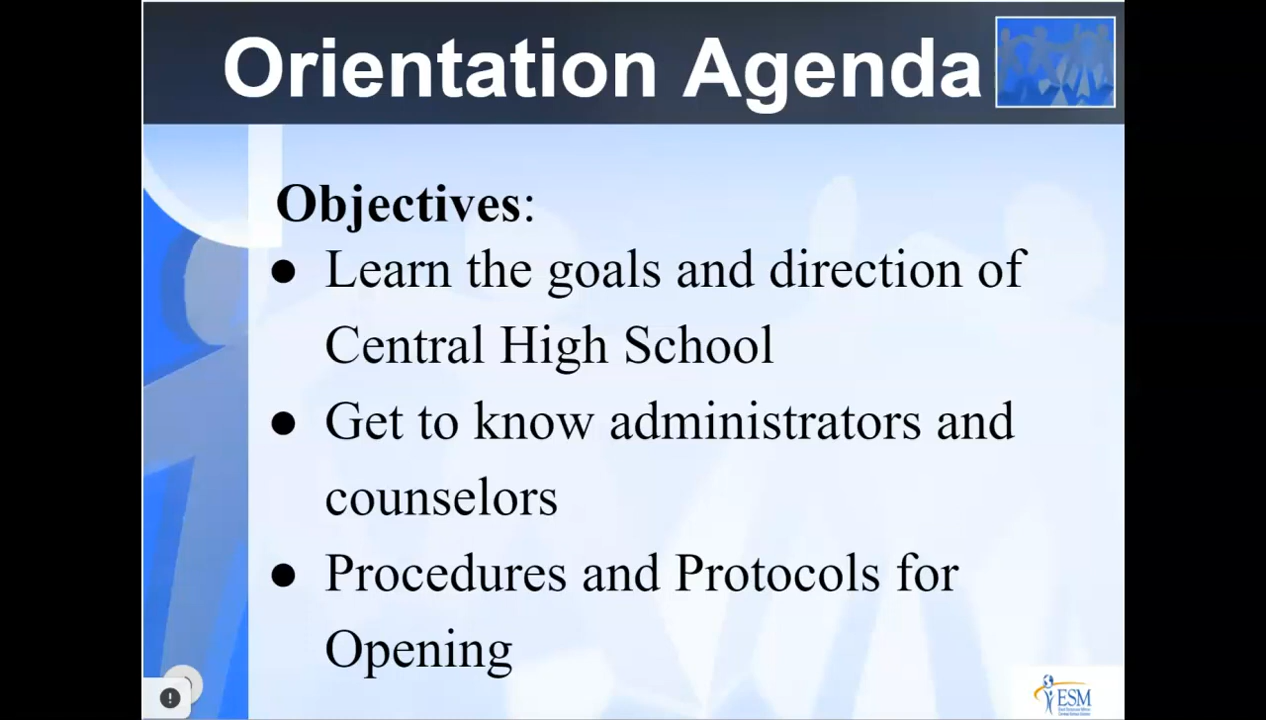 Orientation Agenda
Objectives:
● Learn the goals and direction of
Central High School
● Get to know administrators and
counselors
● Procedures and Protocols for
Opening
ESM